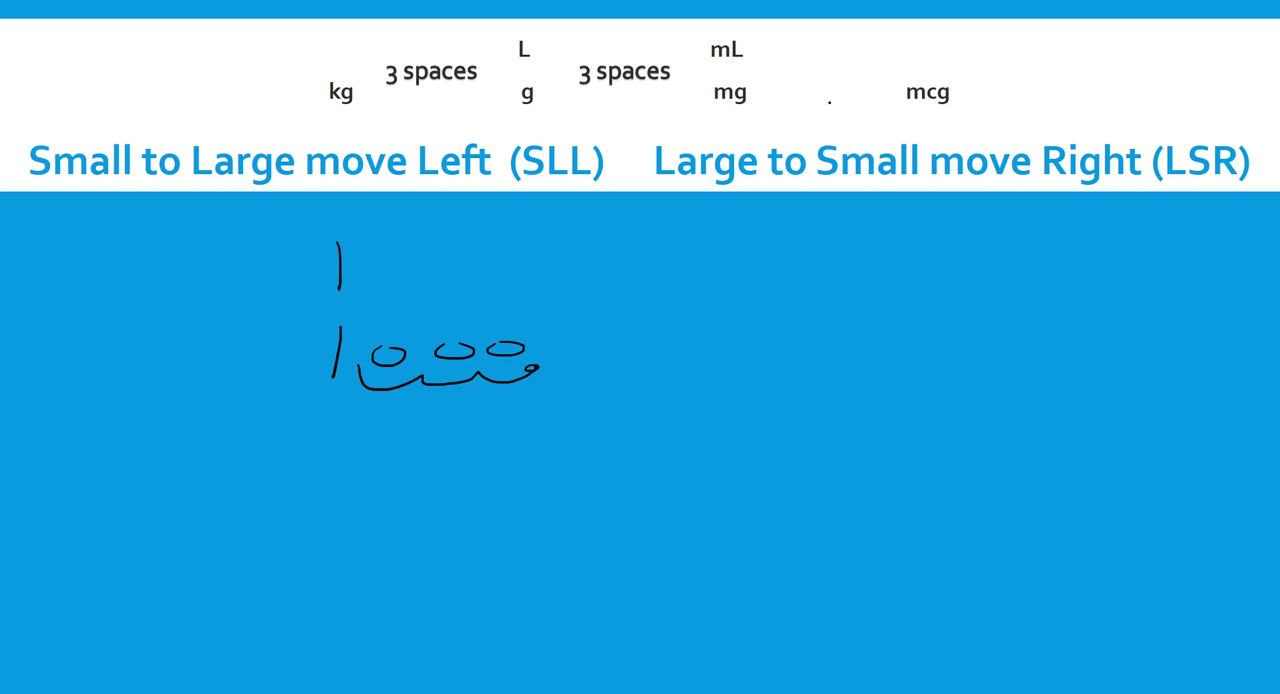 L mL
3 spaces 3 spaces
kg g mg . mcg
Small to Large move Left (SLL) Large to Small move Right (LSR)
1
1000.